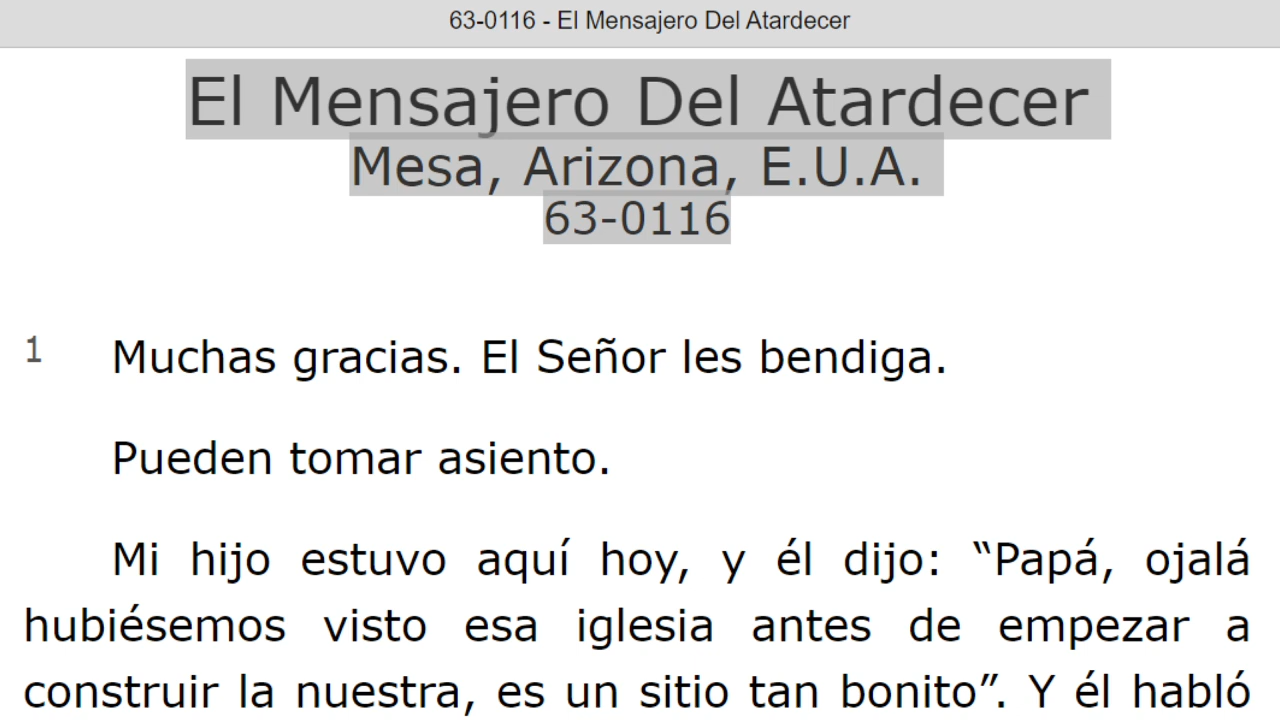 63-0116 - El Mensajero Del Atardecer
El Mensajero Del Atardecer
Mesa, Arizona, E.U.A.
63-0116
1 Muchas gracias. El Señor les bendiga.
Pueden tomar asiento.
Mi hijo estuvo aquí hoy, y él dijo: “Papá, ojalá
hubiésemos visto esa iglesia antes de empezar a
construir la nuestra, es un sitio tan bonito”. Y él habló